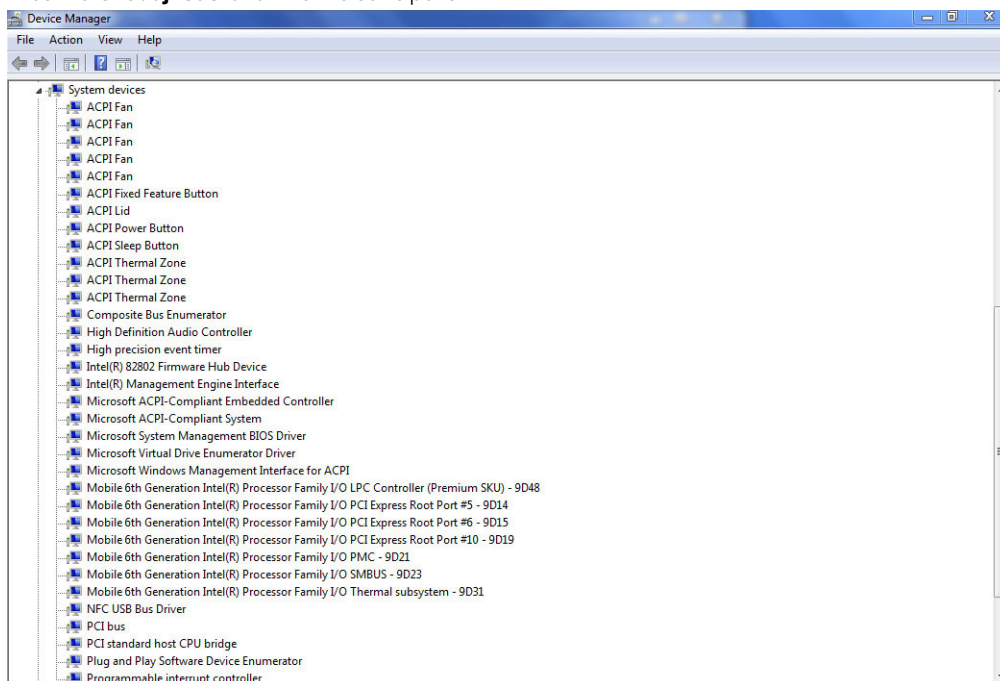 Device Manager
File Action View Help
System devices
ACPI Fan
ACPI Fan
ACPI Fan
ACPI Fan
ACPI Fan
ACPI Fixed Feature Button
ACPI Lid
ACPI Power Button
ACPI Sleep Button
ACPI Thermal Zone
ACPI Thermal Zone
ACPI Thermal Zone
Composite Bus Enumerator
High Definition Audio Controller
High precision event timer
Intel(R) 82802 Firmware Hub Device
Intel(R) Management Engine Interface
Microsoft ACPI-Compliant Embedded Controller
Microsoft ACPI-Compliant System
Microsoft System Management BIOS Driver
Microsoft Virtual Drive Enumerator Driver
Microsoft Windows Management Interface for ACPI
Mobile 6th Generation Intel(R) Processor Family I/O LPC Controller (Premium SKU) - 9D48
Mobile 6th Generation Intel(R) Processor Family I/O PCI Express Root Port #5 - 9D14
Mobile 6th Generation Intel(R) Processor Family I/O PCI Express Root Port #6 - 9D15
Mobile 6th Generation Intel(R) Processor Family I/O PCI Express Root Port #10 - 9D19
Mobile 6th Generation Intel(R) Processor Family I/O PMC - 9D21
Mobile 6th Generation Intel(R) Processor Family I/O SMBUS - 9D23
Mobile 6th Generation Intel(R) Processor Family I/O Thermal subsystem - 9D31
NFC USB Bus Driver
PCI bus
PCI standard host CPU bridge
Plug and Play Software Device Enumerator
Programmable interrupt controller